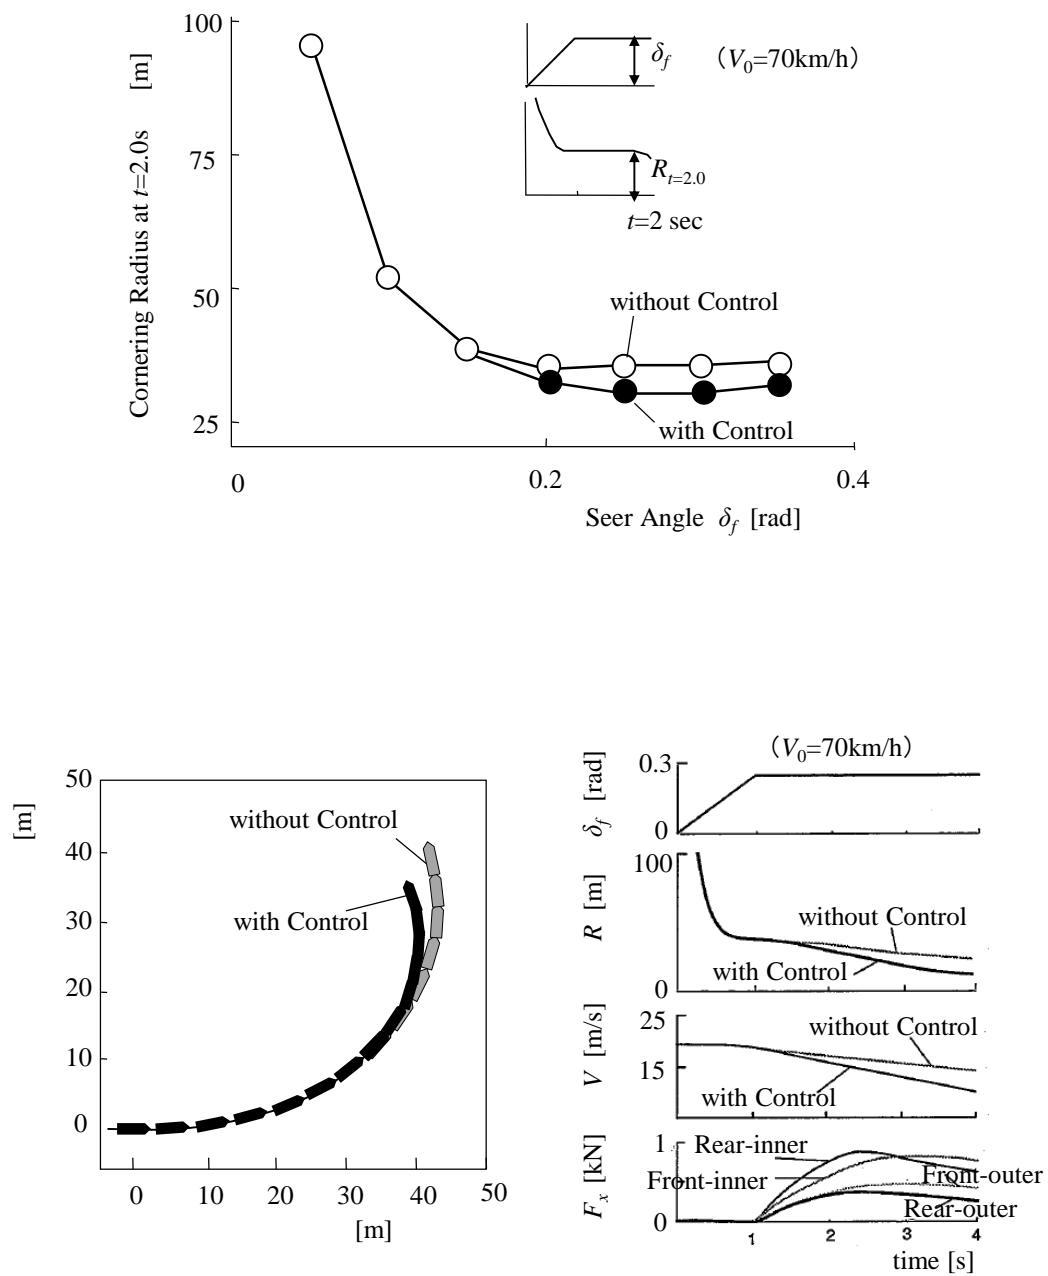 100
[m]
75
50
25
Cornering Radius at t=2.0s
δf
（V0=70km/h）
Rt=2.0
t=2 sec
without Control
with Control
0
0.2
0.4
Seer Angle δf [rad]
50
40
30
20
10
0
[m]
without Control
with Control
0
10
20
30
40
50
[m]
（V0=70km/h）
0.3
0
δf [rad]
100
0
R [m]
without Control
with Control
25
15
V [m/s]
without Control
with Control
1
0
Fx [kN]
Rear-inner
Front-inner
Front-outer
Rear-outer
1
2
3
4
time [s]